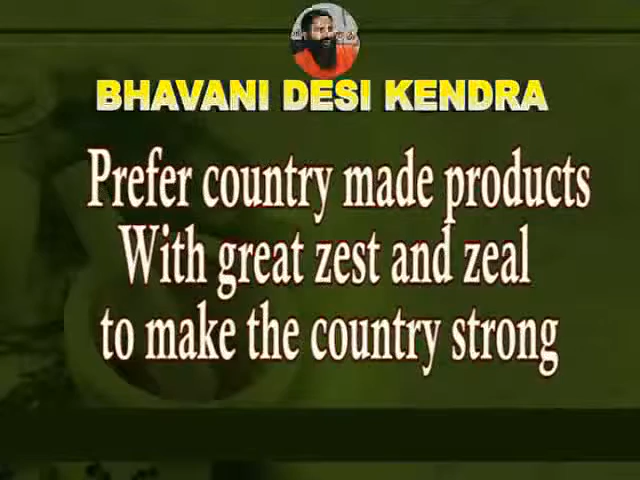 BHAVANI DESI KENDRA
Prefer country made products
With great zest and zeal
to make the country strong